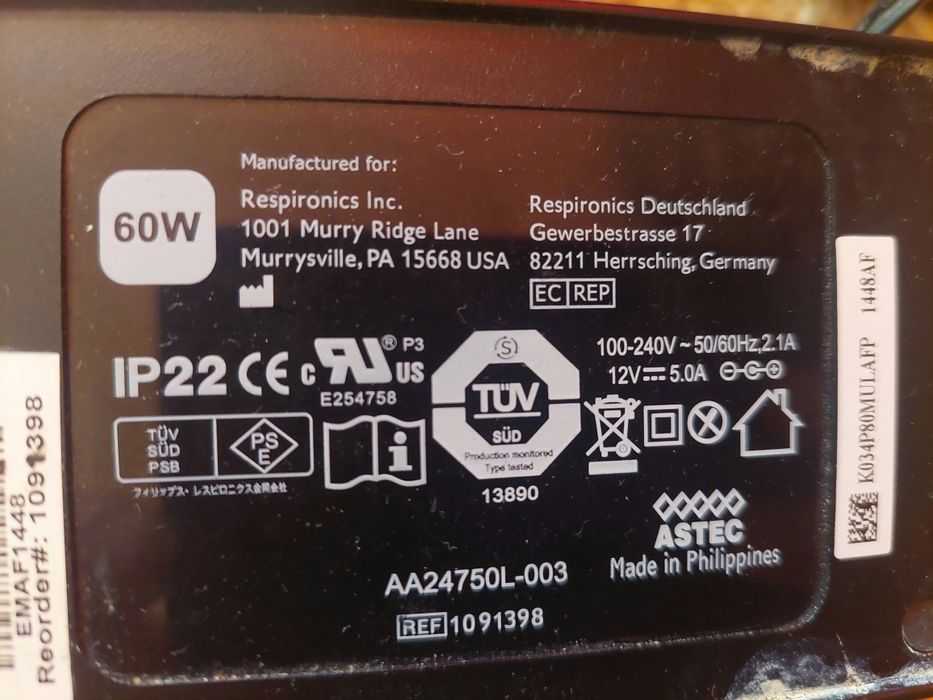 60W
Manufactured for:
Respironics Inc.
1001 Murry Ridge Lane
Murrysville, PA 15668 USA
Respironics Deutschland
Gewerbestrasse 17
82211 Herrsching, Germany
EC REP
IP22 CE c RU ® US P3
E254758
S
TÜV
SÜD
Production monitored
Type tested
13890
100-240V ~ 50/60Hz, 2.1A
12V ⎓ 5.0A
TÜV
SÜD
PSB
PS
E
フィリップス・レスピロニクス合同会社
i
ASTEC
Made in Philippines
AA24750L-003
REF 1091398
EMAF1448
Reorder#: 1091398
K034P80MULAFP 1448AF